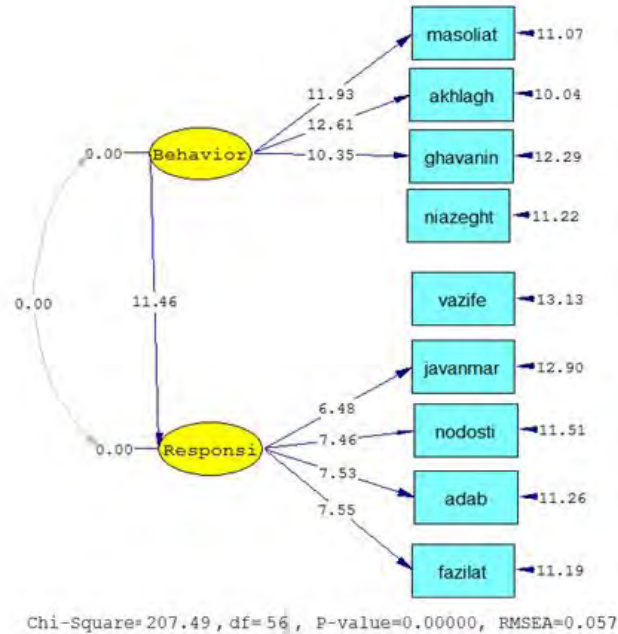 masoliat
11.07
11.93
akhlagh
10.04
12.61
0.00
Behavior
10.35
ghavanin
12.29
niazeght
11.22
0.00
11.46
vazife
13.13
javanmar
12.90
6.48
7.46
nodosti
11.51
0.00
Responsi
7.53
adab
11.26
7.55
fazilat
11.19
Chi-Square=207.49, df=56, P-value=0.00000, RMSEA=0.057